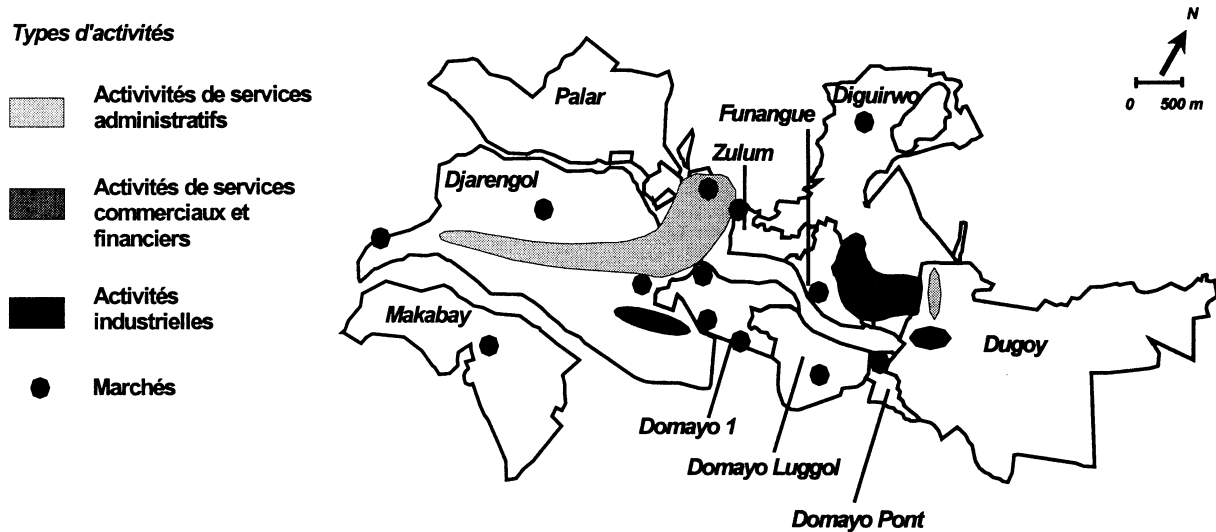 Types d'activités
Activivités de services
administratifs
Activités de services
commerciaux et
financiers
Activités
industrielles
Marchés
N
0 500 m
Palar
Diguirwo
Funangue
Zulum
Djarengol
Makabay
Dugoy
Domayo 1
Domayo Luggol
Domayo Pont